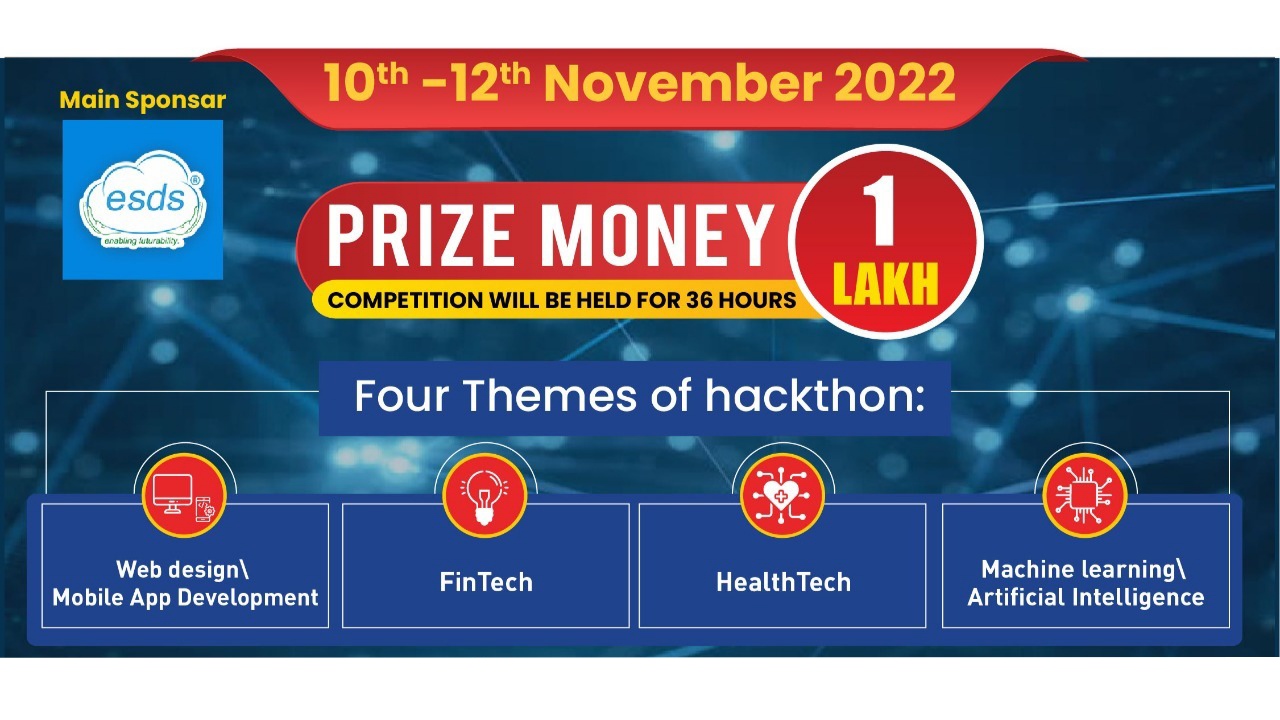 10th -12th November 2022
Main Sponsar
esds®
enabling futurability.
PRIZE MONEY
1
LAKH
COMPETITION WILL BE HELD FOR 36 HOURS
Four Themes of hackthon:
Web design\
Mobile App Development
FinTech
HealthTech
Machine learning\
Artificial Intelligence